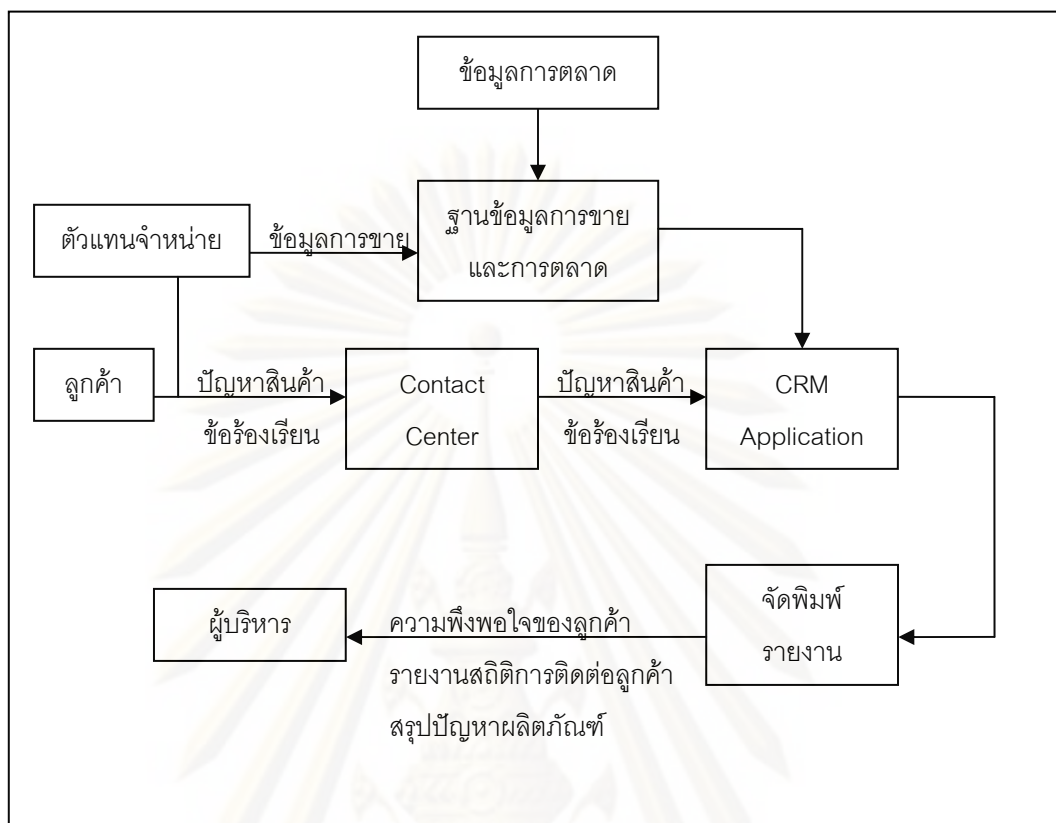 ข้อมูลการตลาด
ฐานข้อมูลการขาย
และการตลาด
ตัวแทนจำหน่าย
ข้อมูลการขาย
ลูกค้า
ปัญหาสินค้า
ข้อร้องเรียน
Contact
Center
ปัญหาสินค้า
ข้อร้องเรียน
CRM
Application
ผู้บริหาร
ความพึงพอใจของลูกค้า
รายงานสถิติการติดต่อลูกค้า
สรุปปัญหาผลิตภัณฑ์
จัดพิมพ์
รายงาน